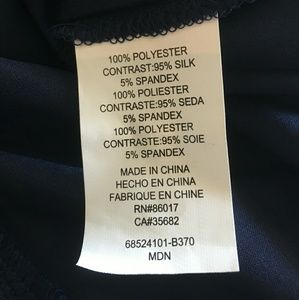 100% POLYESTER
CONTRAST:95% SILK
5% SPANDEX
100% POLIESTER
CONTRASTE:95% SEDA
5% SPANDEX
100% POLYESTER
CONTRASTE:95% SOIE
5% SPANDEX
MADE IN CHINA
HECHO EN CHINA
FABRIQUE EN CHINE
RN#86017
CA#35682
68524101-B370
MDN